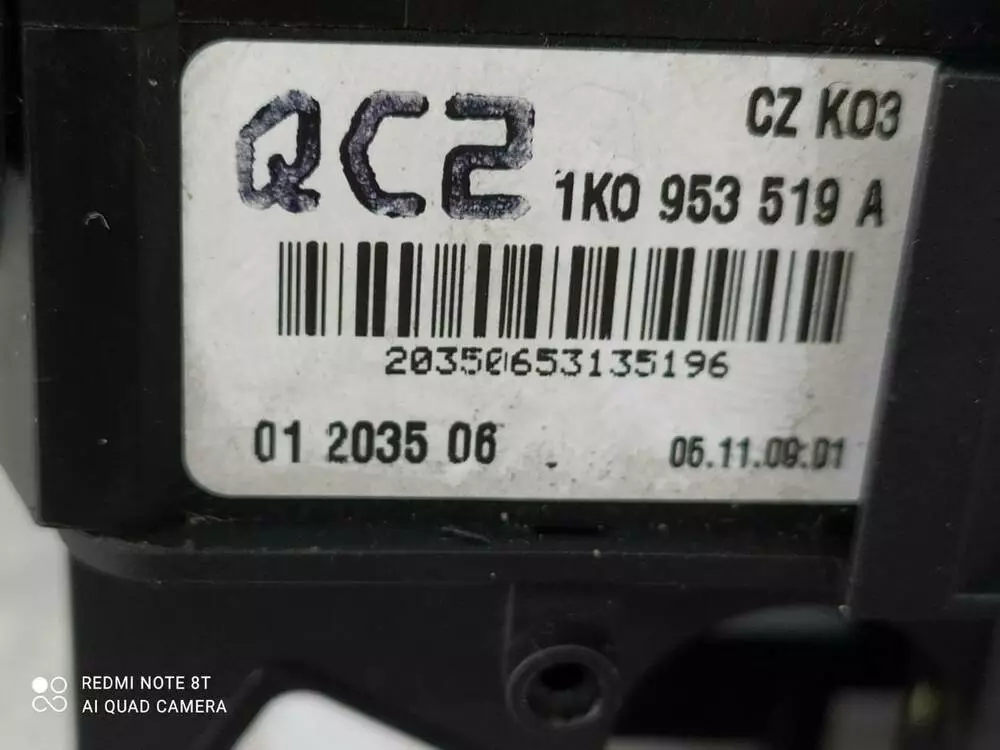 QC2
CZ K03
1K0 953 519 A
20350653135196
01 2035 06
05.11.09.01
REDMI NOTE 8T
AI QUAD CAMERA